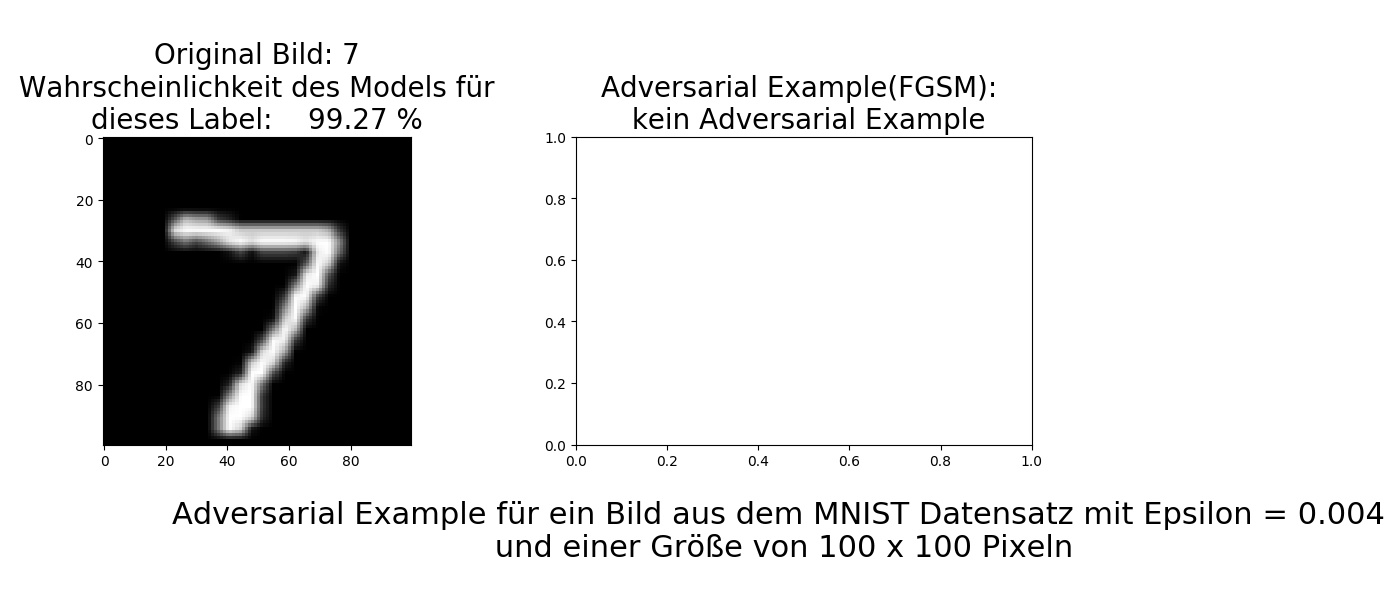 Original Bild: 7
Wahrscheinlichkeit des Models für
dieses Label: 99.27 %
Adversarial Example(FGSM):
kein Adversarial Example
0
20
40
60
80
0 20 40 60 80
1.0
0.8
0.6
0.4
0.2
0.0
0.0 0.2 0.4 0.6 0.8 1.0
7
Adversarial Example für ein Bild aus dem MNIST Datensatz mit Epsilon = 0.004
und einer Größe von 100 x 100 Pixeln